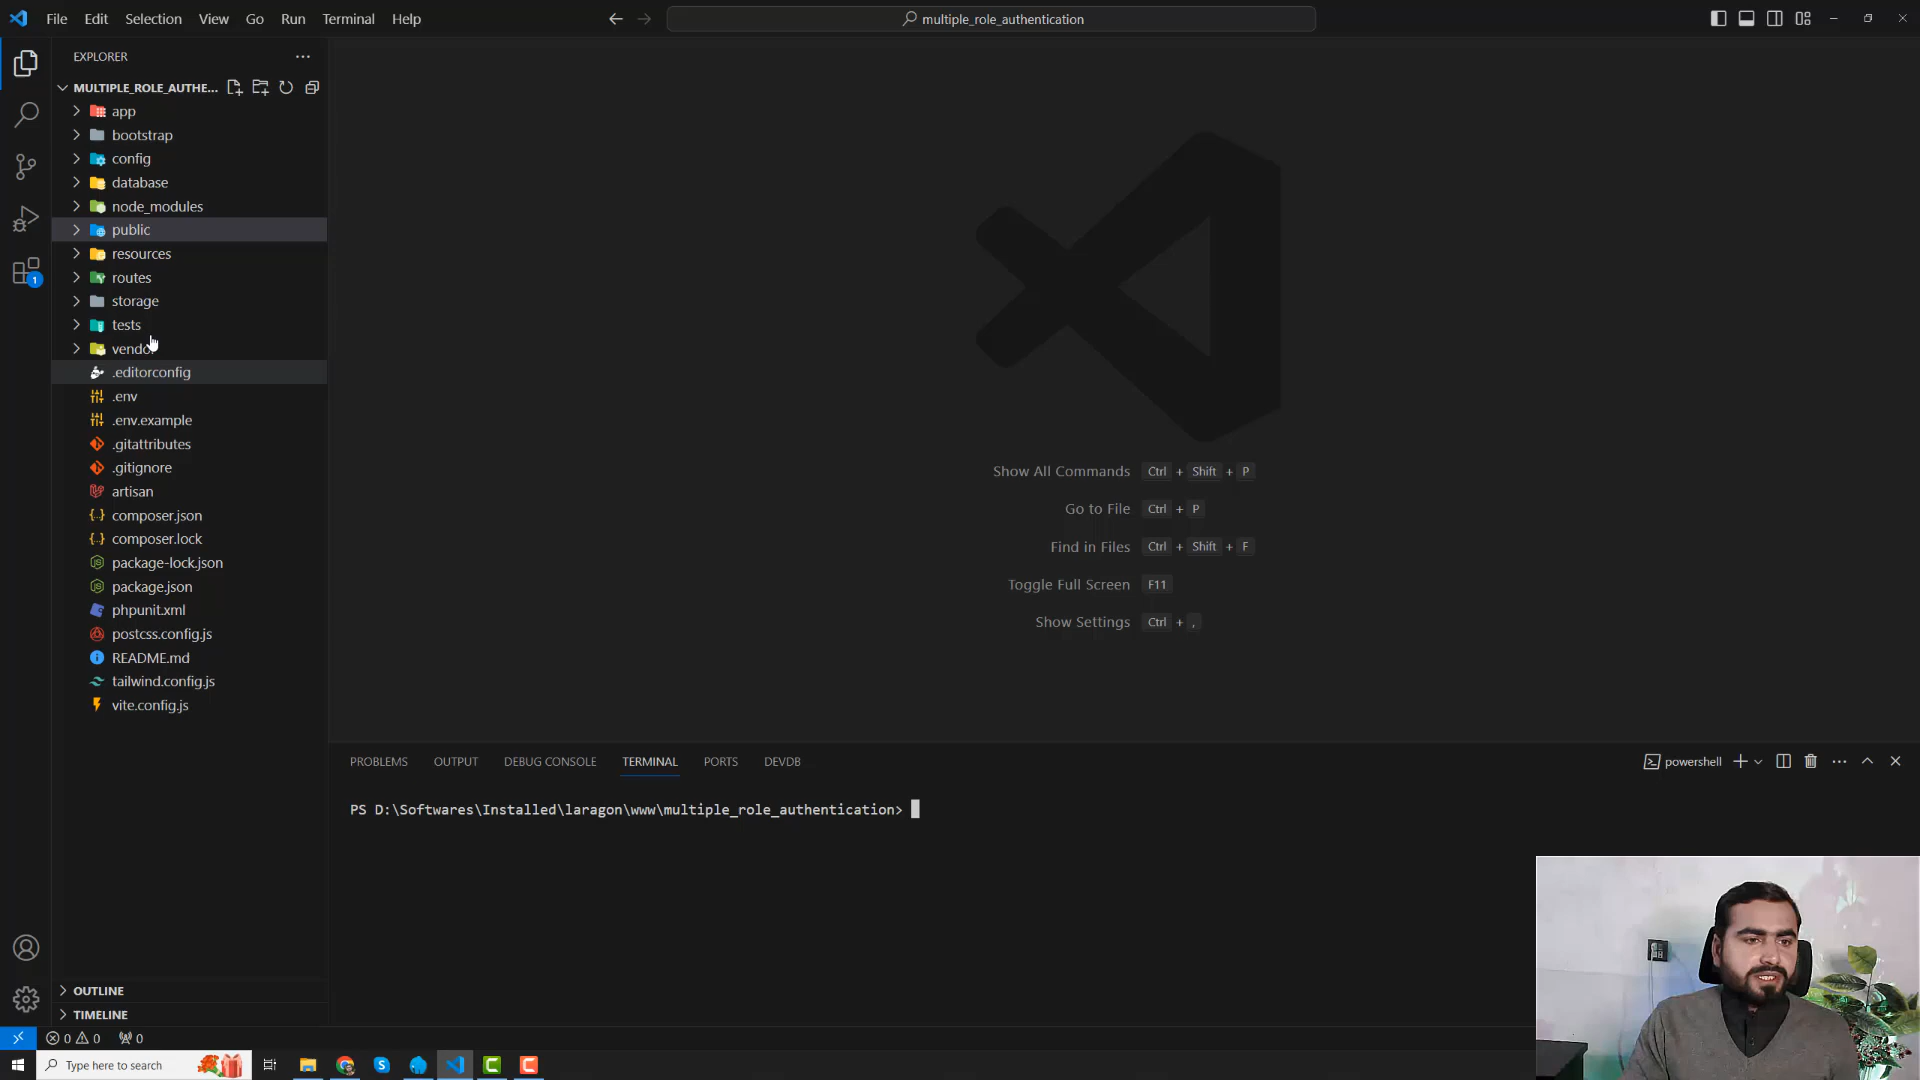 File Edit Selection View Go Run Terminal Help
multiple_role_authentication
EXPLORER
MULTIPLE_ROLE_AUTHE...
app
bootstrap
config
database
node_modules
public
resources
routes
storage
tests
vendor
.editorconfig
.env
.env.example
.gitattributes
.gitignore
artisan
composer.json
composer.lock
package-lock.json
package.json
phpunit.xml
postcss.config.js
README.md
tailwind.config.js
vite.config.js
1
Show All Commands Ctrl + Shift + P
Go to File Ctrl + P
Find in Files Ctrl + Shift + F
Toggle Full Screen F11
Show Settings Ctrl + ,
PROBLEMS OUTPUT DEBUG CONSOLE TERMINAL PORTS DEVDB
powershell
PS D:\Softwares\Installed\laragon\www\multiple_role_authentication>
OUTLINE
TIMELINE
0 0 0
Type here to search